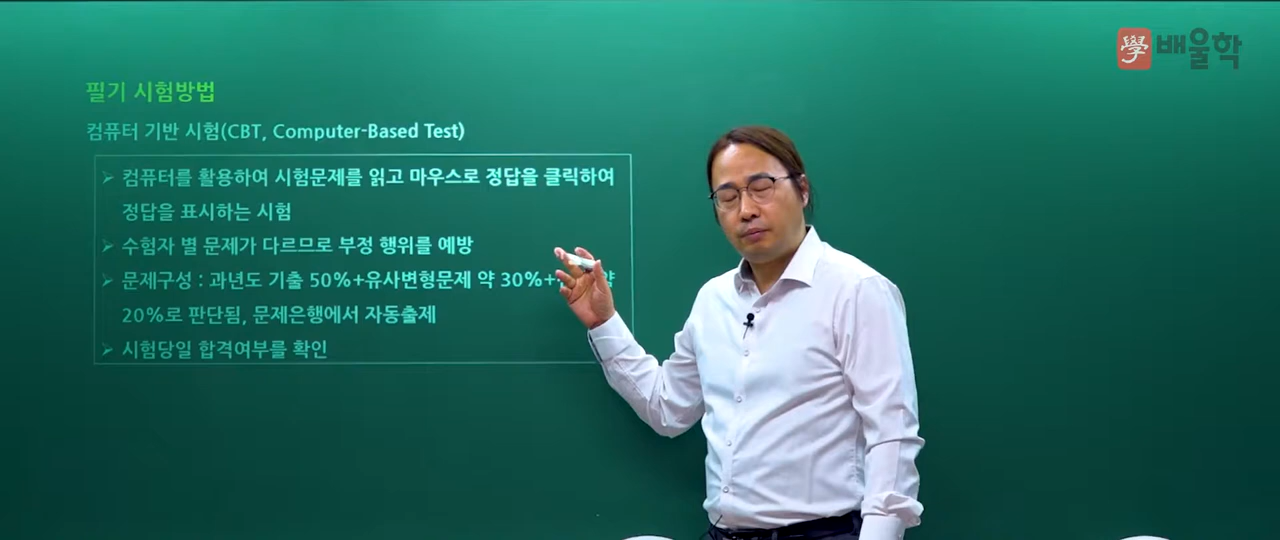 學 배울학
필기 시험방법
컴퓨터 기반 시험(CBT, Computer-Based Test)
➢ 컴퓨터를 활용하여 시험문제를 읽고 마우스로 정답을 클릭하여
정답을 표시하는 시험
➢ 수험자 별 문제가 다르므로 부정 행위를 예방
➢ 문제구성 : 과년도 기출 50%+유사변형문제 약 30%+ 약
20%로 판단됨, 문제은행에서 자동출제
➢ 시험당일 합격여부를 확인